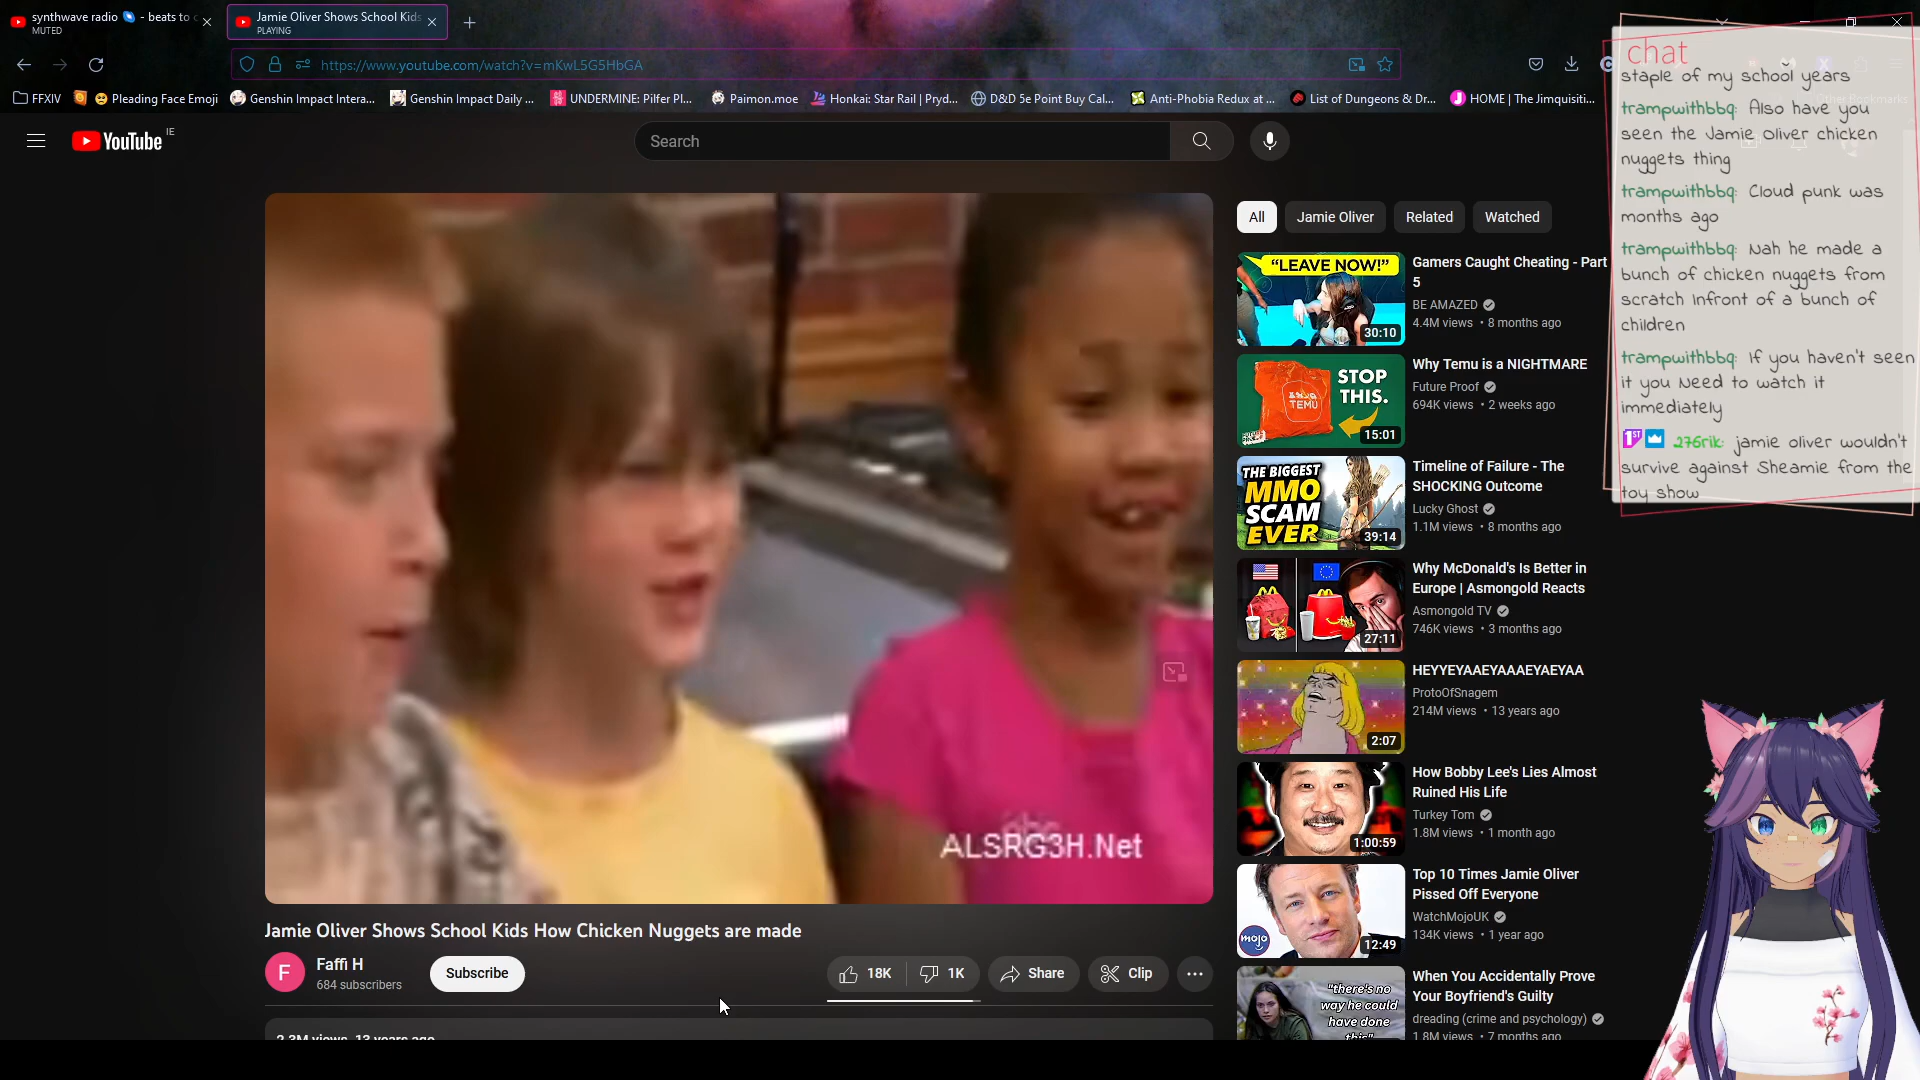 synthwave radio - beats to c
MUTED
Jamie Oliver Shows School Kids
PLAYING
https://www.youtube.com/watch?v=mKwL5G5HbGA
FFXIV
Pleading Face Emoji
Genshin Impact Intera...
Genshin Impact Daily ...
UNDERMINE: Pilfer Pl...
Paimon.moe
Honkai: Star Rail | Pryd...
D&D 5e Point Buy Cal...
Anti-Phobia Redux at ...
List of Dungeons & Dr...
HOME | The Jimquisiti...
YouTube
IE
Search
All
Jamie Oliver
Related
Watched
"LEAVE NOW!"
30:10
Gamers Caught Cheating - Part
5
BE AMAZED
4.4M views • 8 months ago
STOP
THIS.
TEMU
15:01
Why Temu is a NIGHTMARE
Future Proof
694K views • 2 weeks ago
THE BIGGEST
MMO
SCAM
EVER
39:14
Timeline of Failure - The
SHOCKING Outcome
Lucky Ghost
1.1M views • 8 months ago
27:11
Why McDonald's Is Better in
Europe | Asmongold Reacts
Asmongold TV
746K views • 3 months ago
2:07
HEYYEYAAEYAAAEYAEYAA
ProtoOfSnagem
214M views • 13 years ago
1:00:59
How Bobby Lee's Lies Almost
Ruined His Life
Turkey Tom
1.8M views • 1 month ago
mojo
12:49
Top 10 Times Jamie Oliver
Pissed Off Everyone
WatchMojoUK
134K views • 1 year ago
"there's no
way he could
have done
this"
When You Accidentally Prove
Your Boyfriend's Guilty
dreading (crime and psychology)
1.8M views • 7 months ago
ALSRG3H.Net
Jamie Oliver Shows School Kids How Chicken Nuggets are made
F
Faffi H
684 subscribers
Subscribe
18K
1K
Share
Clip
2.3M views 13 years ago
chat
staple of my school years
trampwithbbq: Also have you
seen the Jamie oliver chicken
nuggets thing
trampwithbbq: Cloud punk was
months ago
trampwithbbq: Nah he made a
bunch of chicken nuggets from
scratch infront of a bunch of
children
trampwithbbq: If you haven't seen
it you Need to watch it
immediately
1ST 276rik: jamie oliver wouldn't
survive against Sheamie from the
toy show